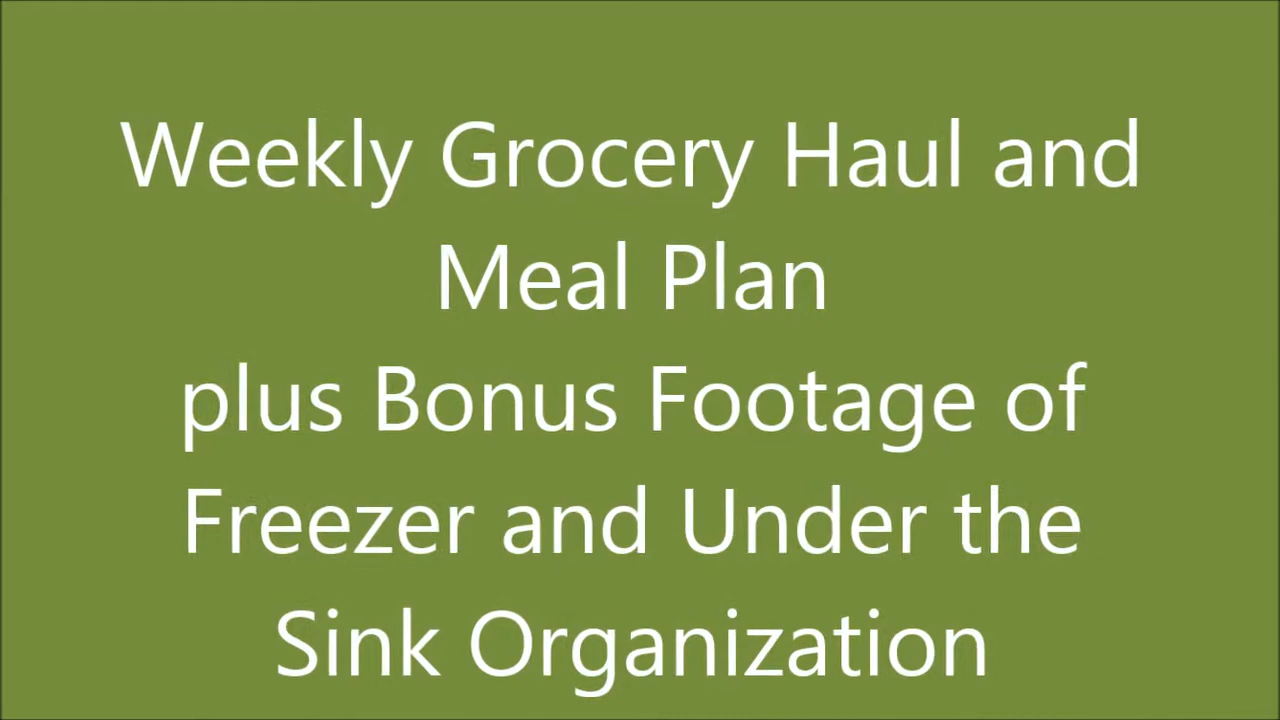 Weekly Grocery Haul and
Meal Plan
plus Bonus Footage of
Freezer and Under the
Sink Organization